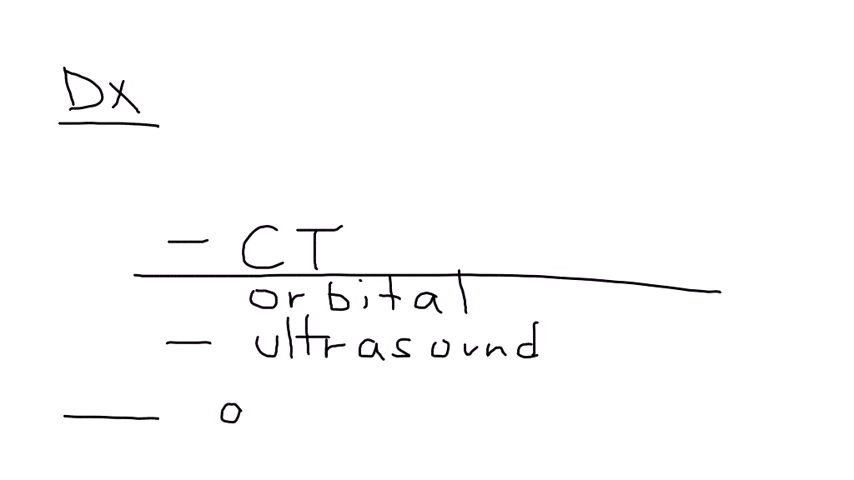 Dx
- CT
orbital
- ultrasound
— o